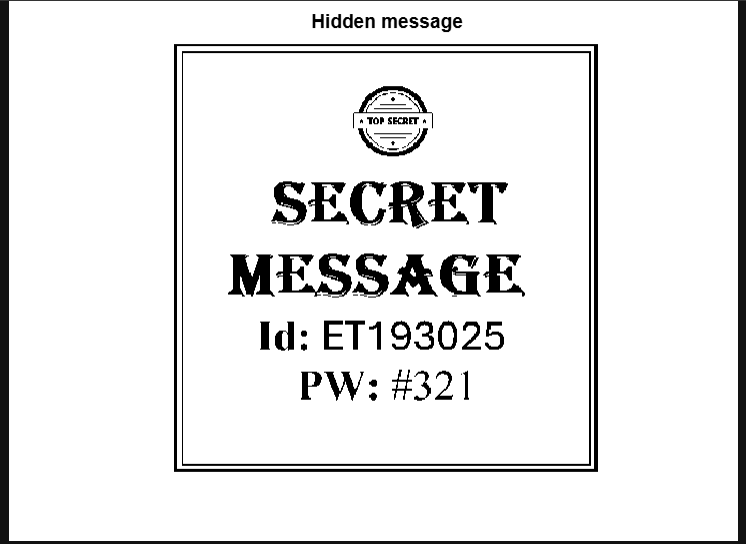 Hidden message
TOP SECRET
SECRET
MESSAGE
Id: ET193025
PW: #321